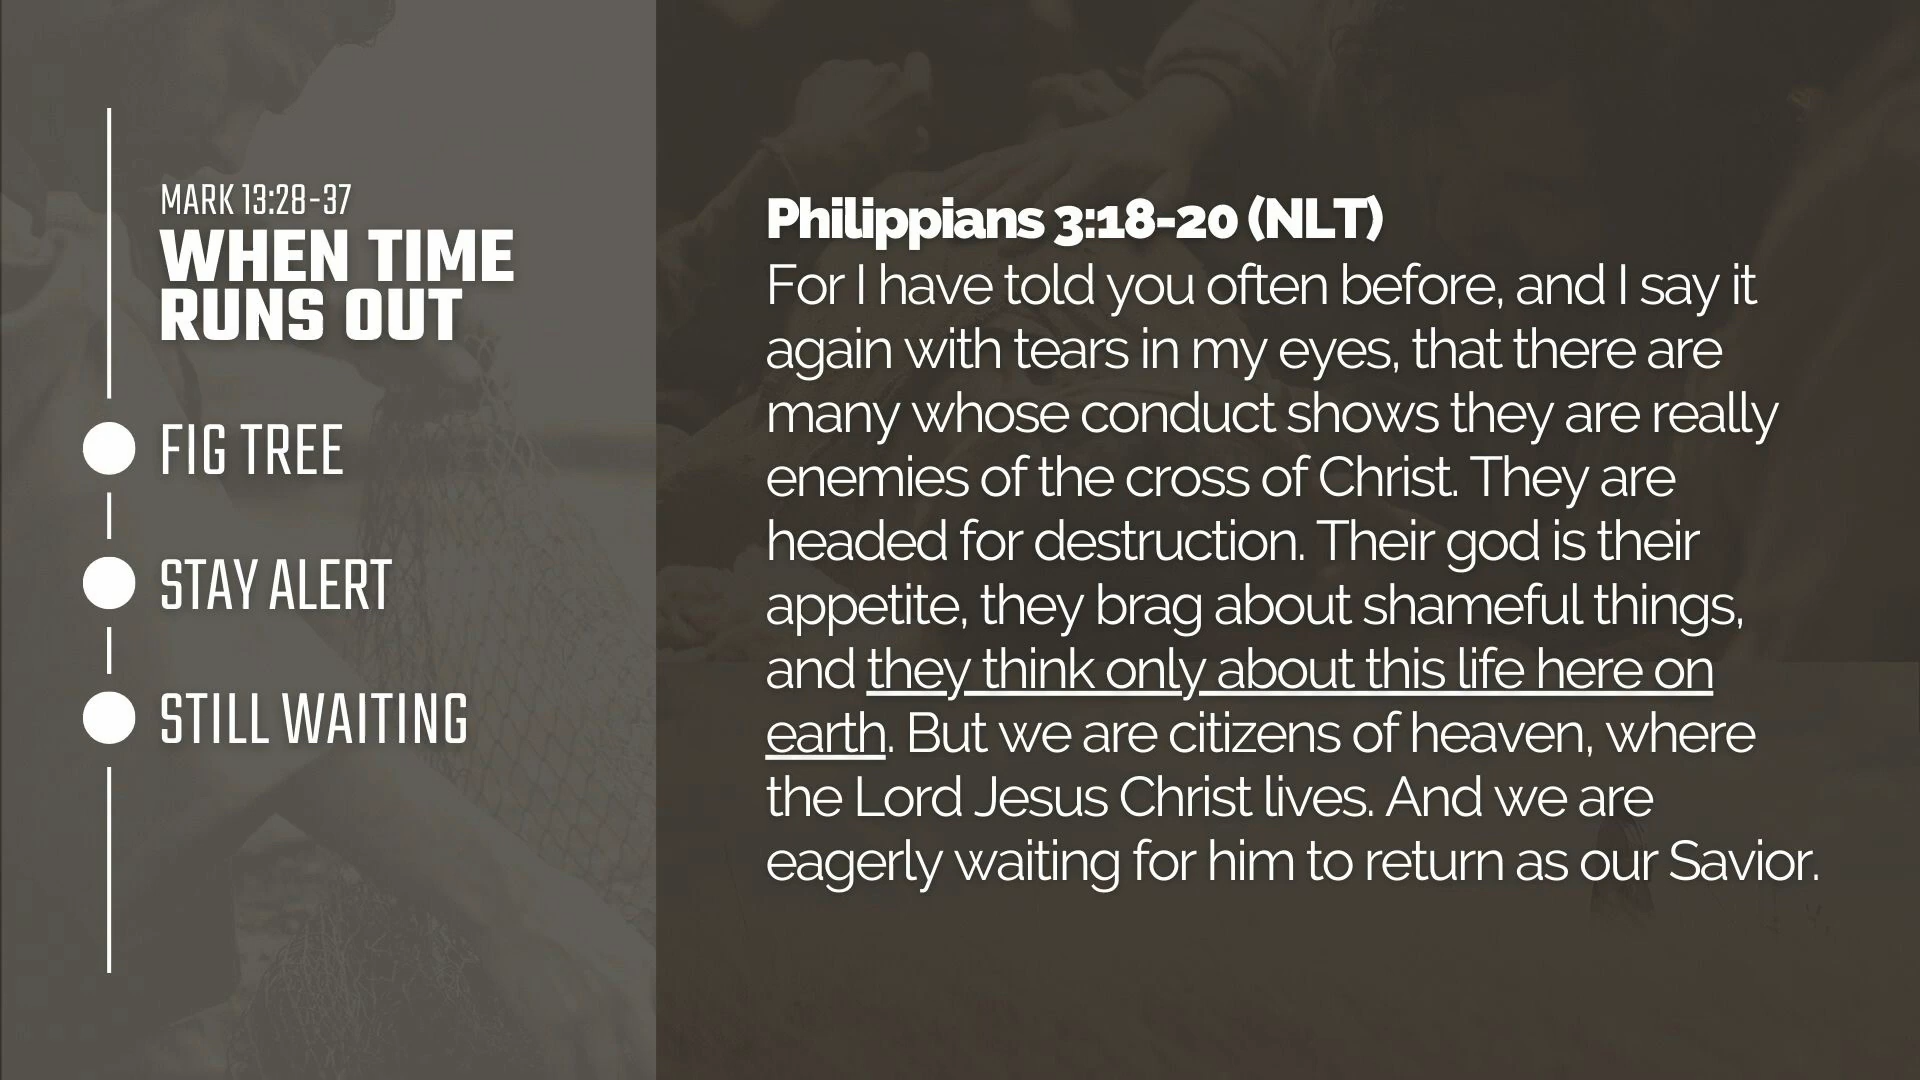 MARK 13:28-37
WHEN TIME
RUNS OUT
FIG TREE
STAY ALERT
STILL WAITING
Philippians 3:18-20 (NLT)
For I have told you often before, and I say it
again with tears in my eyes, that there are
many whose conduct shows they are really
enemies of the cross of Christ. They are
headed for destruction. Their god is their
appetite, they brag about shameful things,
and they think only about this life here on
earth. But we are citizens of heaven, where
the Lord Jesus Christ lives. And we are
eagerly waiting for him to return as our Savior.